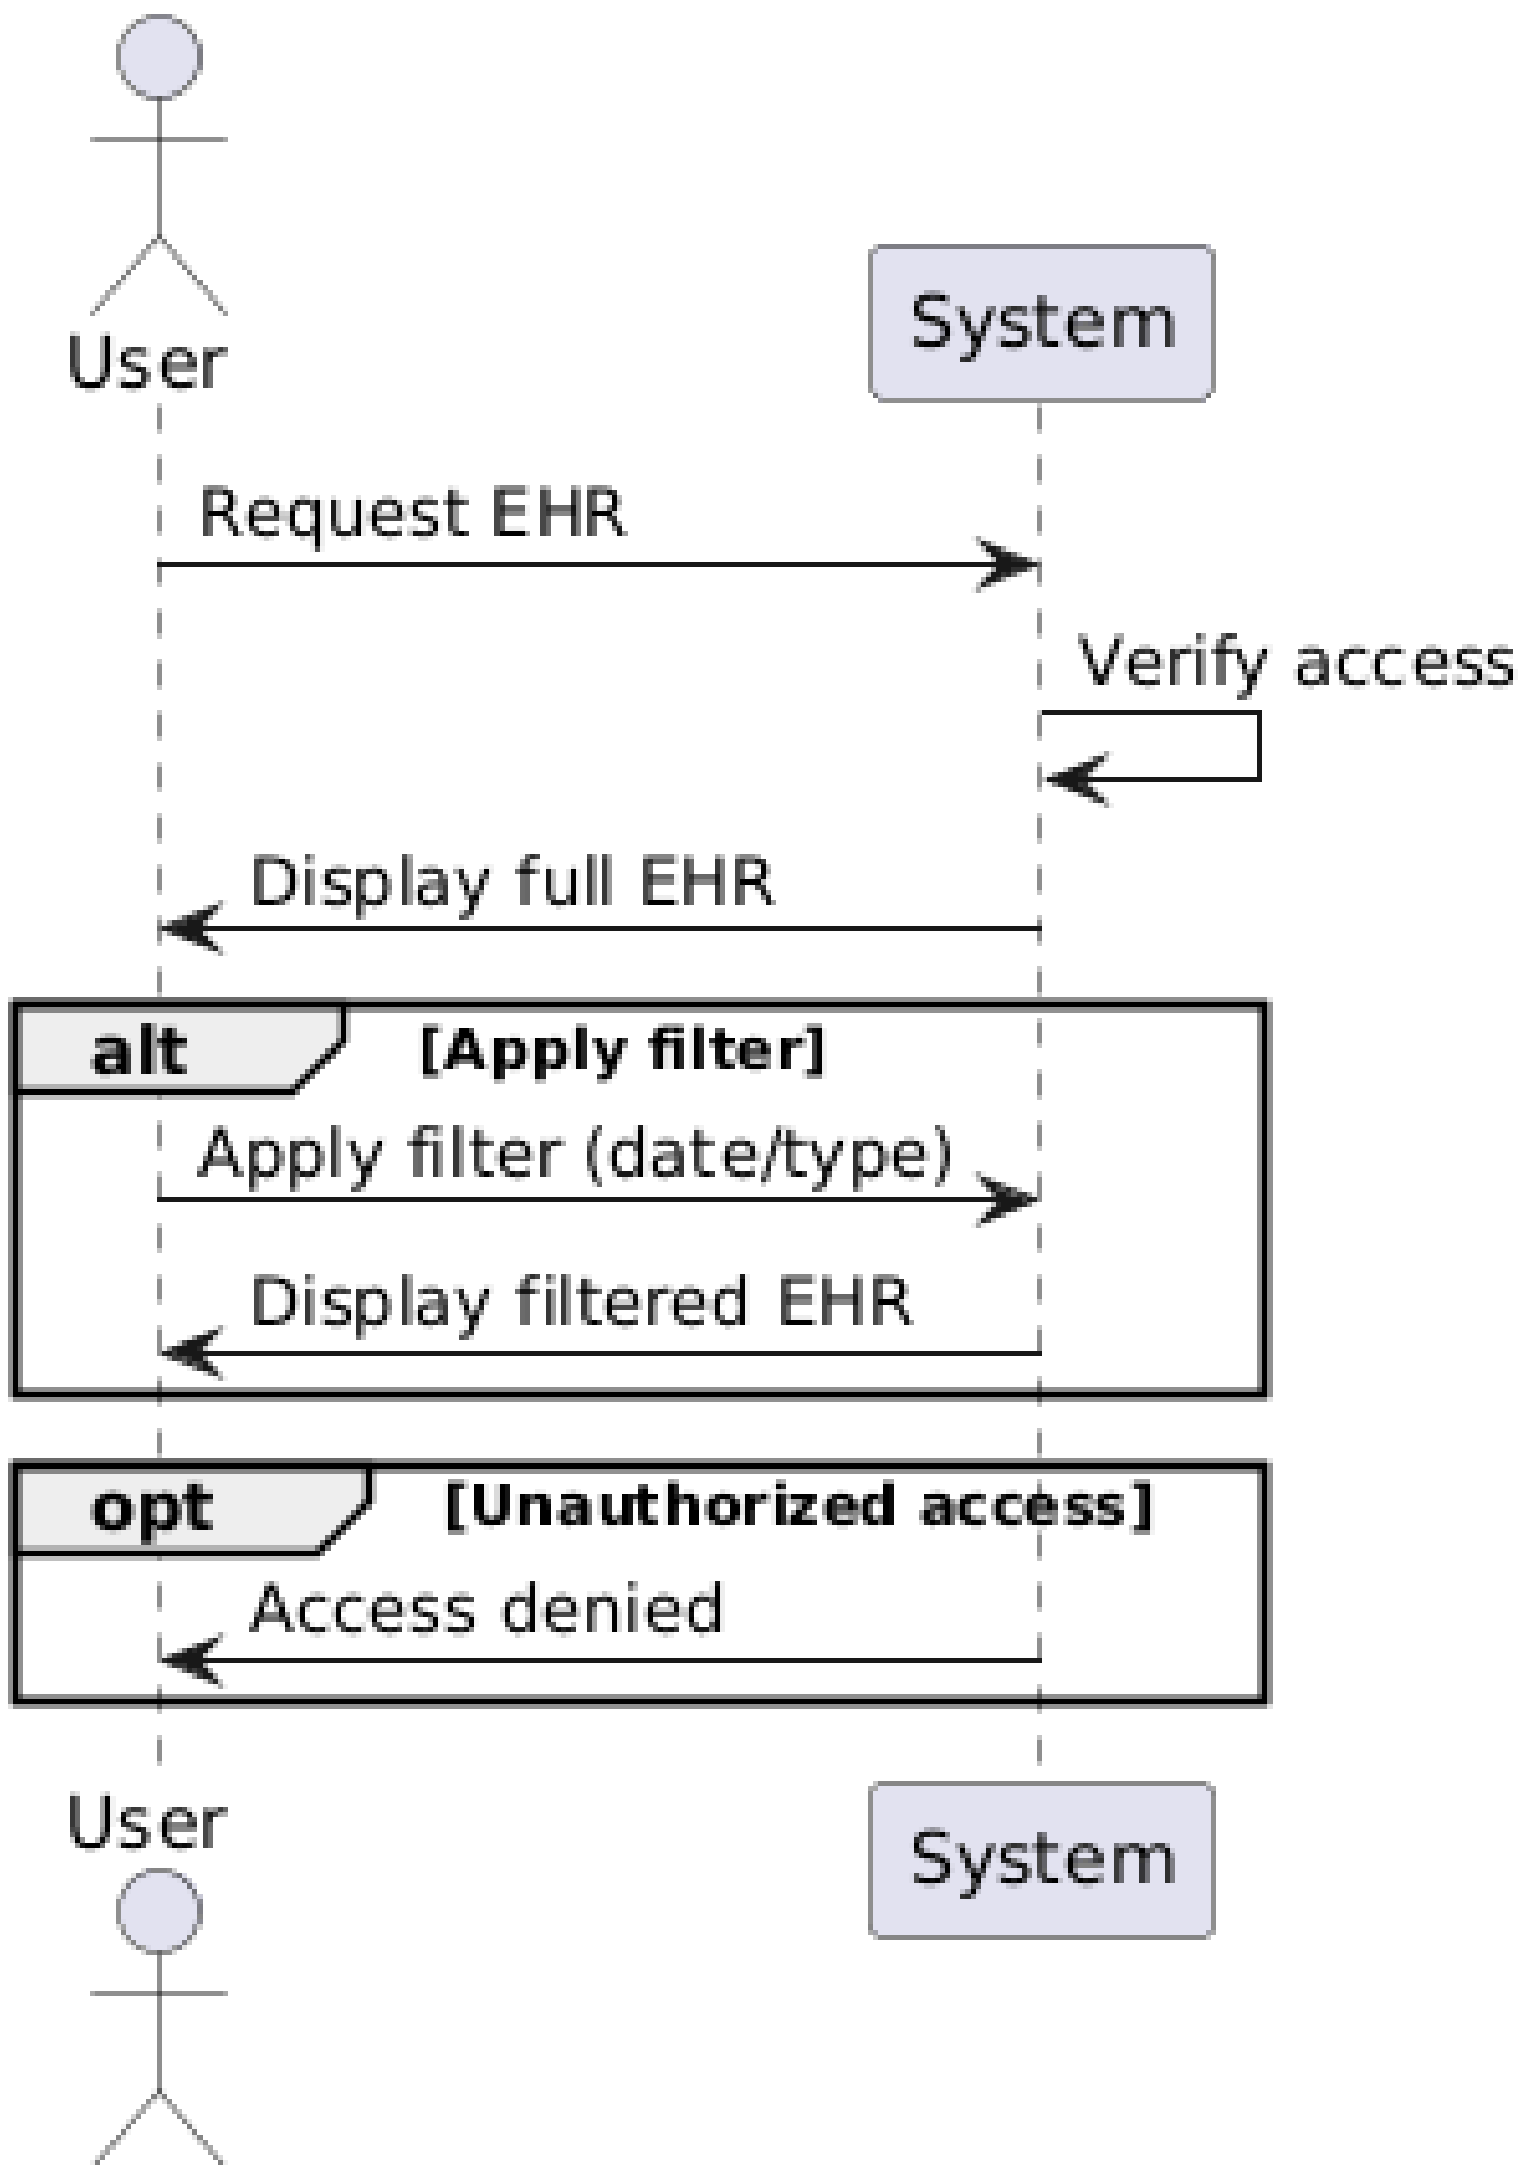 User
System
Request EHR
Verify access
Display full EHR
alt [Apply filter]
Apply filter (date/type)
Display filtered EHR
opt [Unauthorized access]
Access denied
User
System